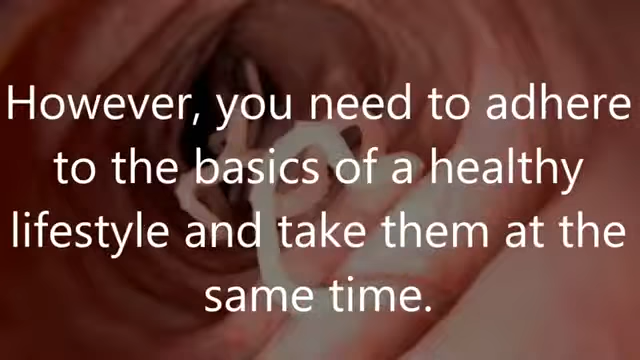 However, you need to adhere
to the basics of a healthy
lifestyle and take them at the
same time.